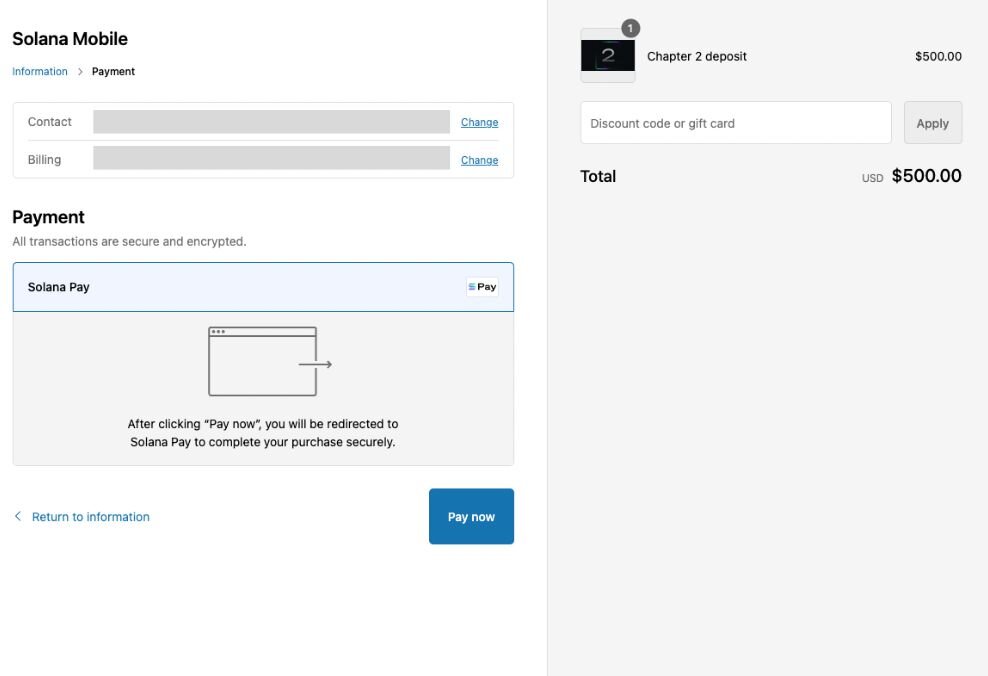 Solana Mobile
Information > Payment
Contact Change
Billing Change
Payment
All transactions are secure and encrypted.
Solana Pay Pay
After clicking “Pay now”, you will be redirected to
Solana Pay to complete your purchase securely.
Return to information
Pay now
1
2
Chapter 2 deposit $500.00
Discount code or gift card Apply
Total USD $500.00